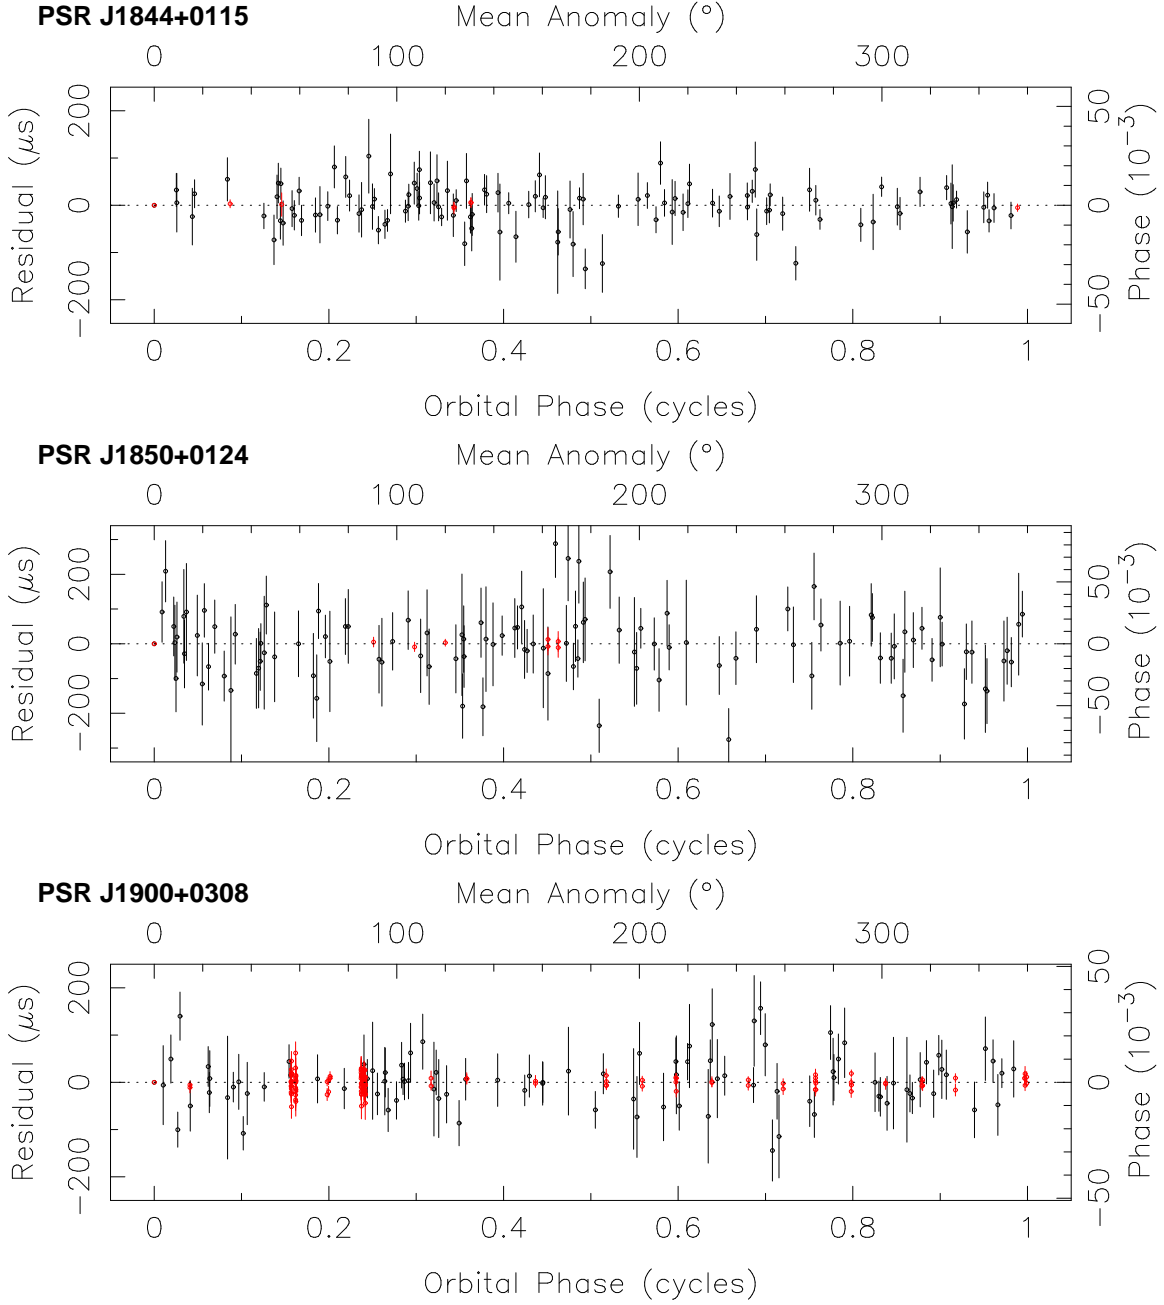 PSR J1844+0115
Mean Anomaly (°)
0 100 200 300
Residual (μs)
200
0
−200
50
0
−50
Phase (10⁻³)
0 0.2 0.4 0.6 0.8 1
Orbital Phase (cycles)
PSR J1850+0124
Mean Anomaly (°)
0 100 200 300
Residual (μs)
200
0
−200
50
0
−50
Phase (10⁻³)
0 0.2 0.4 0.6 0.8 1
Orbital Phase (cycles)
PSR J1900+0308
Mean Anomaly (°)
0 100 200 300
Residual (μs)
200
0
−200
50
0
−50
Phase (10⁻³)
0 0.2 0.4 0.6 0.8 1
Orbital Phase (cycles)